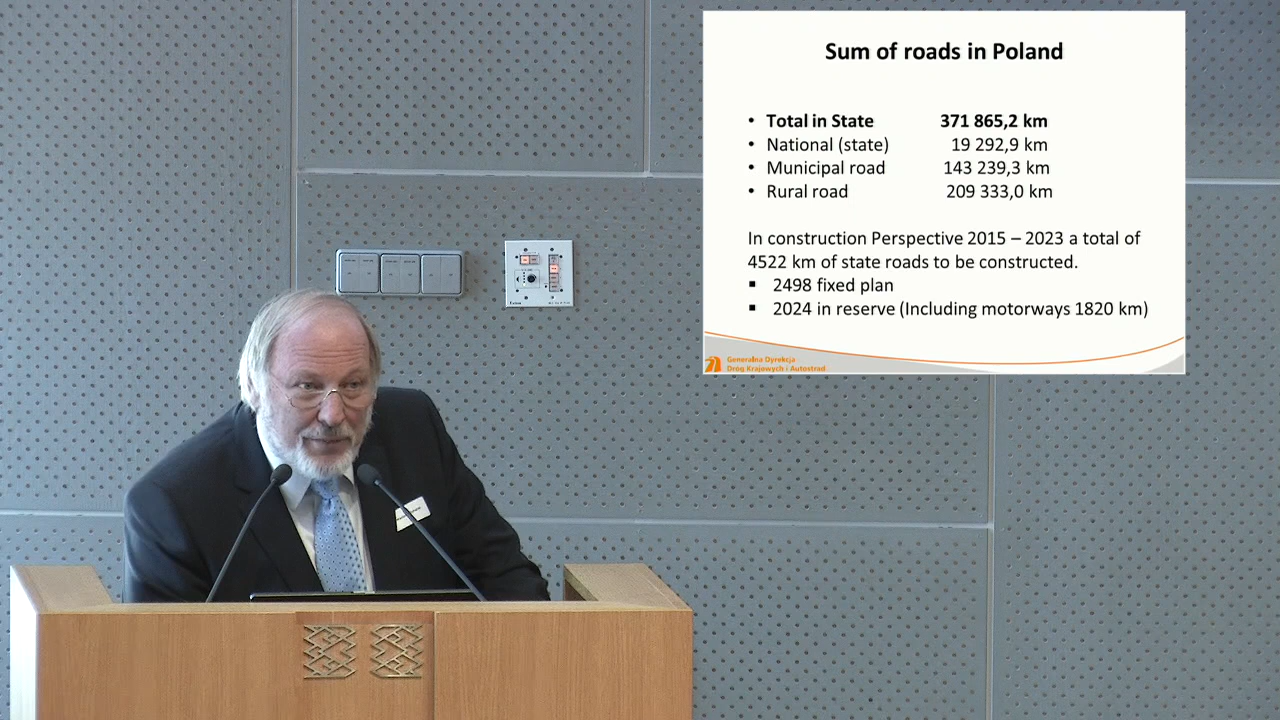 Sum of roads in Poland
• Total in State 371 865,2 km
• National (state) 19 292,9 km
• Municipal road 143 239,3 km
• Rural road 209 333,0 km
In construction Perspective 2015 – 2023 a total of
4522 km of state roads to be constructed.
▪ 2498 fixed plan
▪ 2024 in reserve (Including motorways 1820 km)
Generalna Dyrekcja
Dróg Krajowych i Autostrad